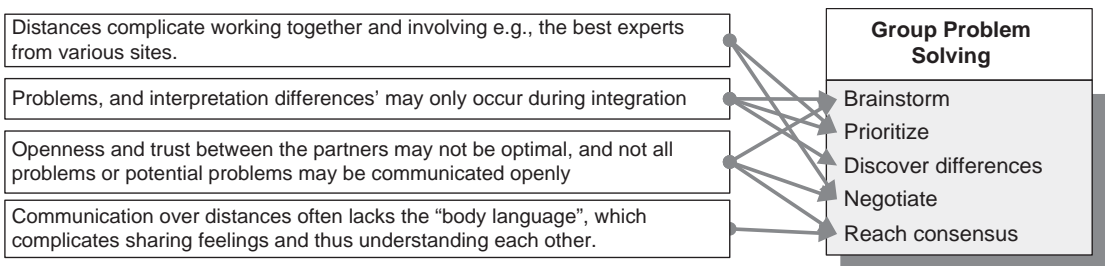 Distances complicate working together and involving e.g., the best experts
from various sites.
Problems, and interpretation differences' may only occur during integration
Openness and trust between the partners may not be optimal, and not all
problems or potential problems may be communicated openly
Communication over distances often lacks the “body language”, which
complicates sharing feelings and thus understanding each other.
Group Problem
Solving
Brainstorm
Prioritize
Discover differences
Negotiate
Reach consensus